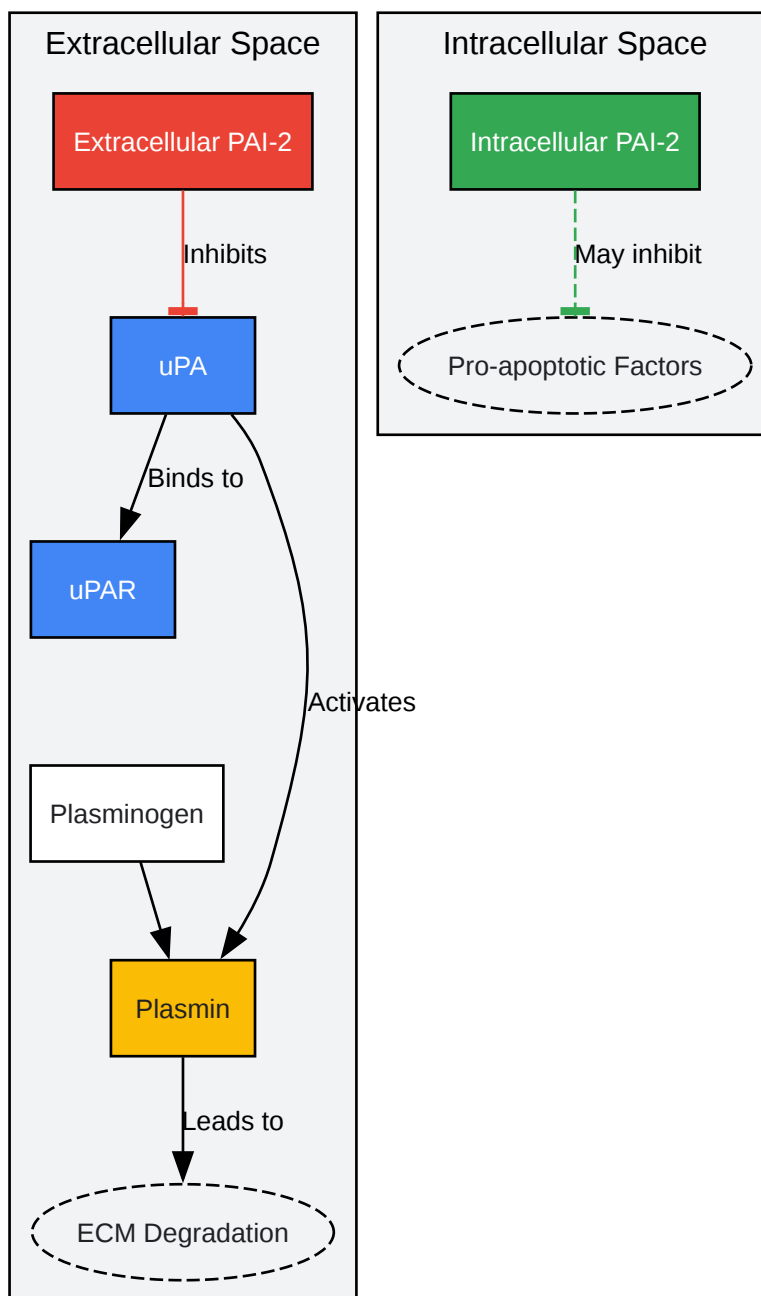 Extracellular Space
Extracellular PAI-2
Inhibits
uPA
Binds to
uPAR
Activates
Plasminogen
Plasmin
Leads to
ECM Degradation
Intracellular Space
Intracellular PAI-2
May inhibit
Pro-apoptotic Factors